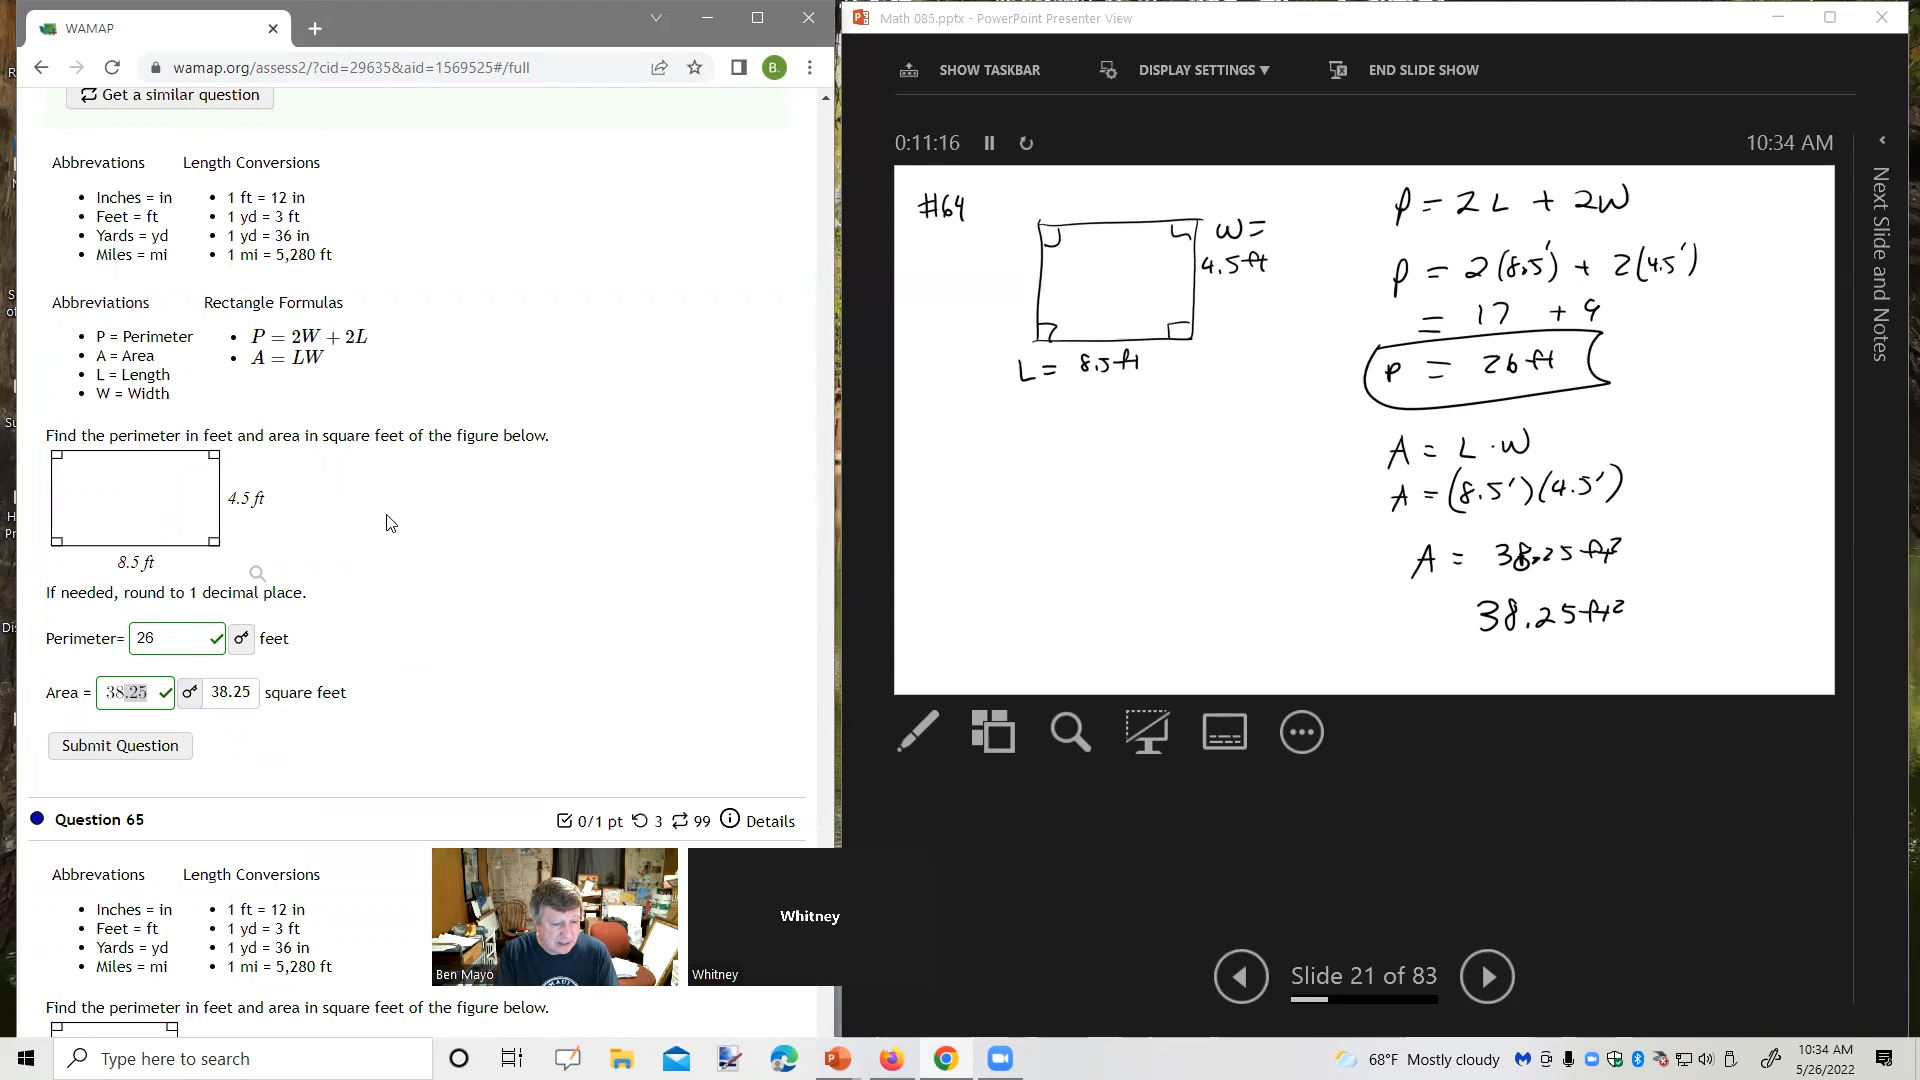 WAMAP
wamap.org/assess2/?cid=29635&aid=1569525#/full
B.
Get a similar question
Abbrevations Length Conversions
• Inches = in • 1 ft = 12 in
• Feet = ft • 1 yd = 3 ft
• Yards = yd • 1 yd = 36 in
• Miles = mi • 1 mi = 5,280 ft
Abbreviations Rectangle Formulas
• P = Perimeter • P = 2W + 2L
• A = Area • A = LW
• L = Length
• W = Width
Find the perimeter in feet and area in square feet of the figure below.
4.5 ft
8.5 ft
If needed, round to 1 decimal place.
Perimeter= 26 feet
Area = 38.25 38.25 square feet
Submit Question
Question 65 0/1 pt 3 99 Details
Abbrevations Length Conversions
• Inches = in • 1 ft = 12 in
• Feet = ft • 1 yd = 3 ft
• Yards = yd • 1 yd = 36 in
• Miles = mi • 1 mi = 5,280 ft
Find the perimeter in feet and area in square feet of the figure below.
Ben Mayo
Whitney
Whitney
Math 085.pptx - PowerPoint Presenter View
SHOW TASKBAR DISPLAY SETTINGS ▼ END SLIDE SHOW
0:11:16 10:34 AM
#64
W =
4.5 ft
L = 8.5 ft
P = 2L + 2W
P = 2(8.5') + 2(4.5')
= 17 + 9
P = 26 ft
A = L · W
A = (8.5')(4.5')
A = 38.25 ft²
38.25 ft²
Next Slide and Notes
Slide 21 of 83
Type here to search
68°F Mostly cloudy
10:34 AM
5/26/2022